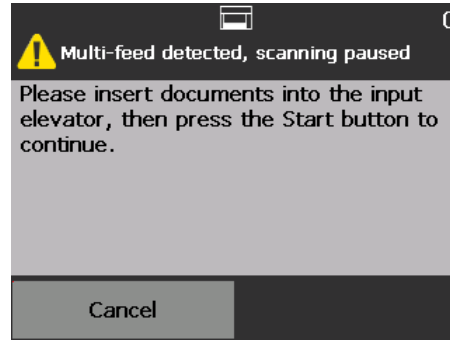 Multi-feed detected, scanning paused
Please insert documents into the input
elevator, then press the Start button to
continue.
Cancel